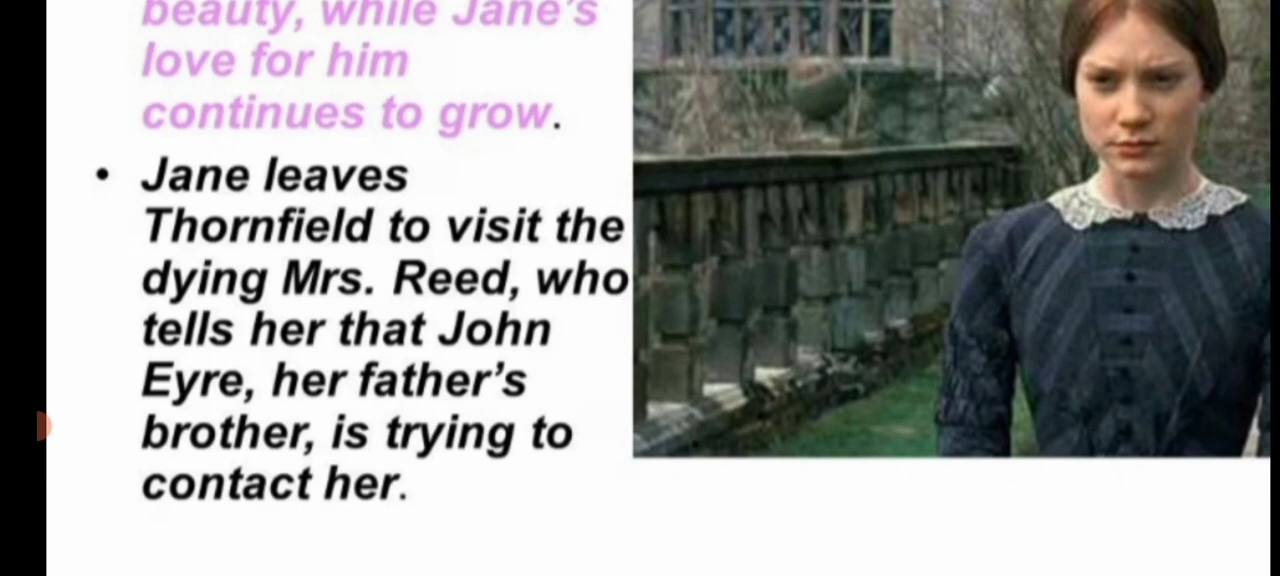 beauty, while Jane's
love for him
continues to grow.
• Jane leaves
Thornfield to visit the
dying Mrs. Reed, who
tells her that John
Eyre, her father's
brother, is trying to
contact her.